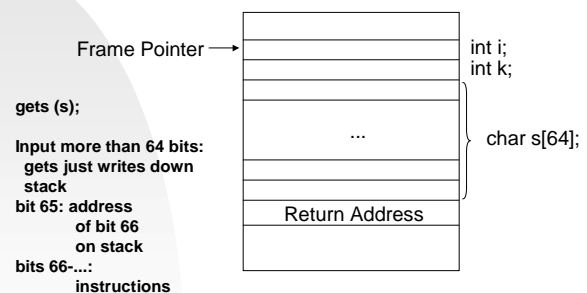 Frame Pointer
int i;
int k;
gets (s);
Input more than 64 bits:
gets just writes down
stack
bit 65: address
of bit 66
on stack
bits 66-...:
instructions
...
char s[64];
Return Address